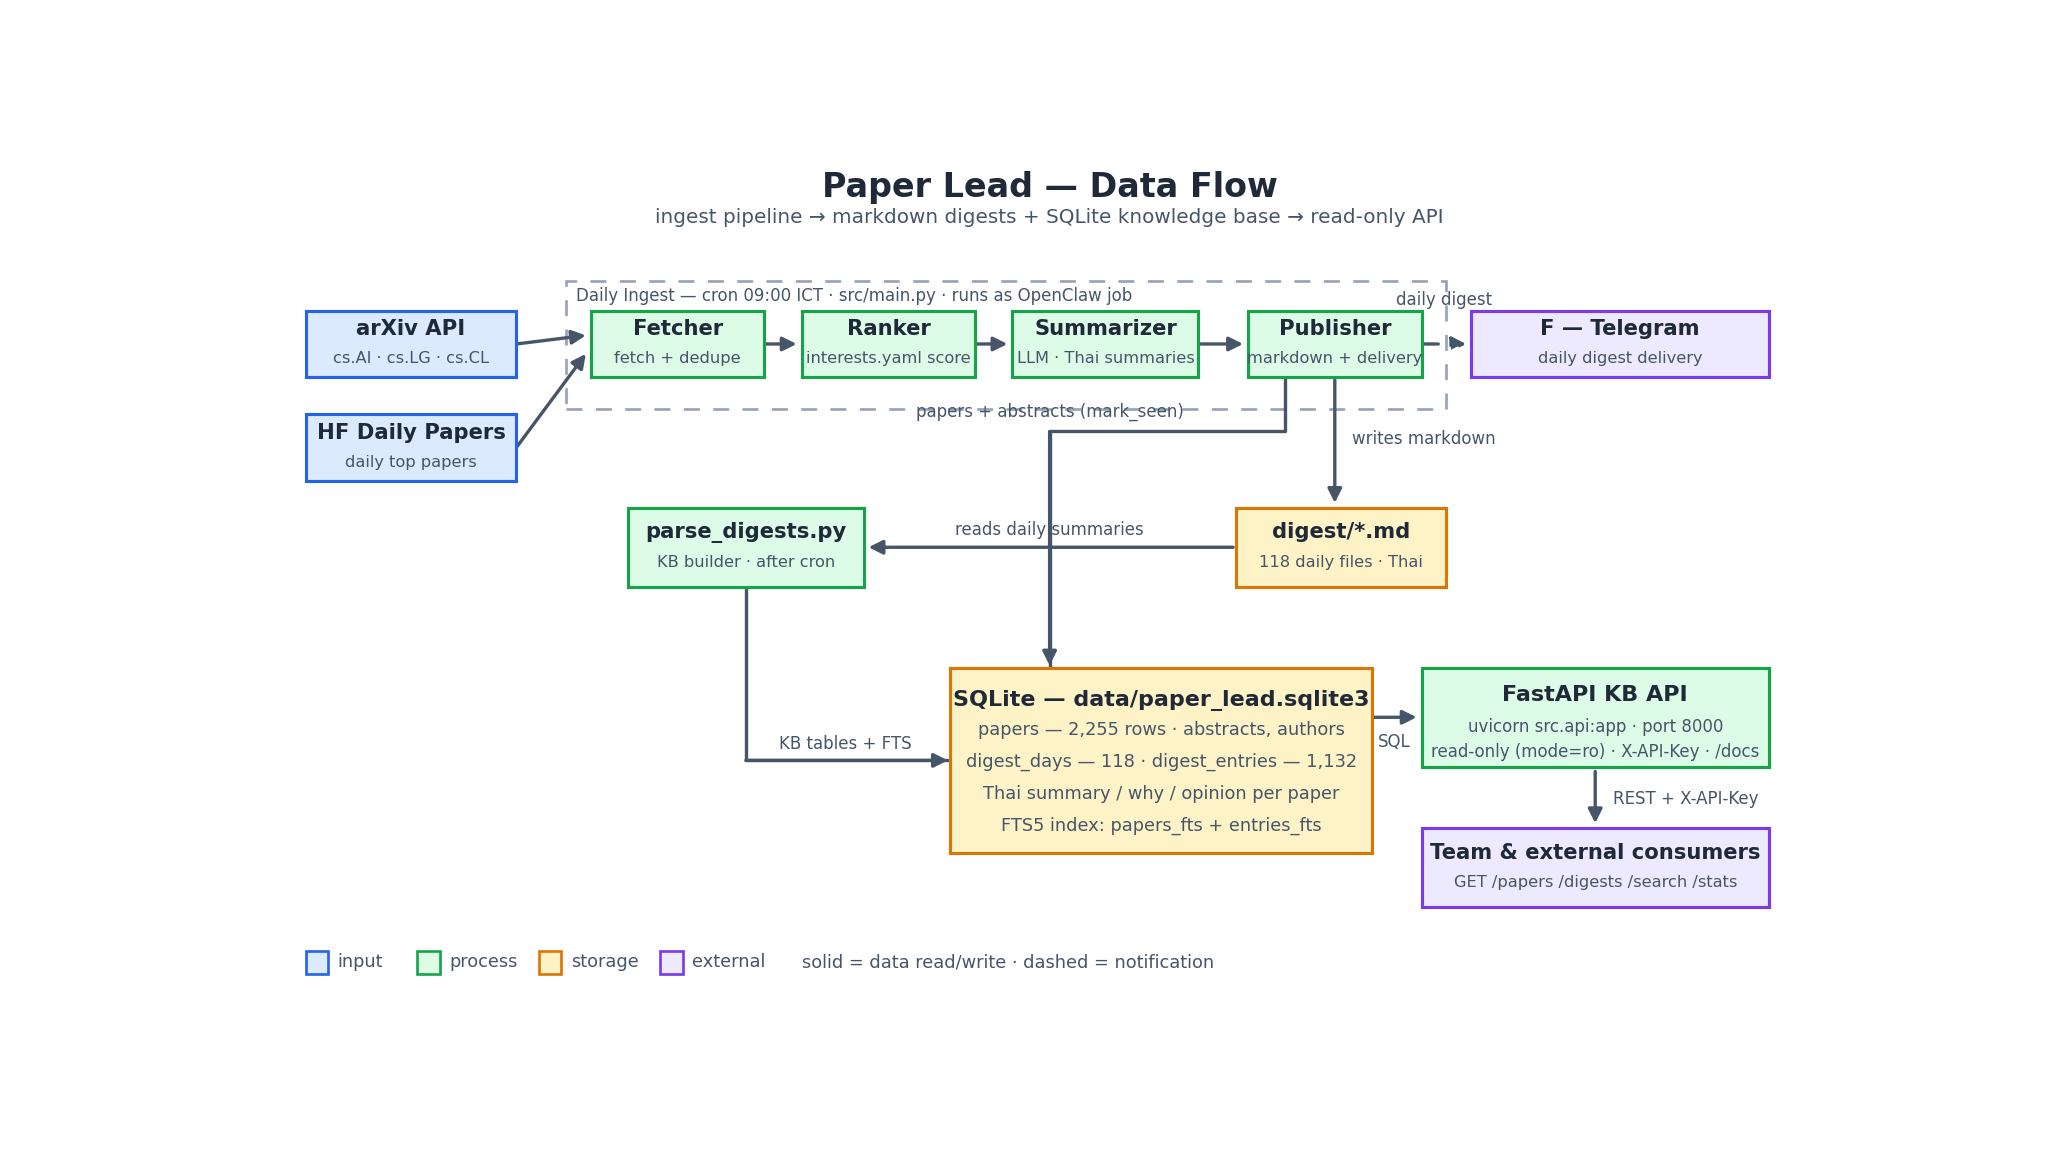 Paper Lead — Data Flow
ingest pipeline → markdown digests + SQLite knowledge base → read-only API
Daily Ingest — cron 09:00 ICT · src/main.py · runs as OpenClaw job
daily digest
arXiv API
cs.AI · cs.LG · cs.CL
Fetcher
fetch + dedupe
Ranker
interests.yaml score
Summarizer
LLM · Thai summaries
Publisher
markdown + delivery
F — Telegram
daily digest delivery
HF Daily Papers
daily top papers
papers + abstracts (mark_seen)
writes markdown
parse_digests.py
KB builder · after cron
reads daily summaries
digest/*.md
118 daily files · Thai
SQLite — data/paper_lead.sqlite3
papers — 2,255 rows · abstracts, authors
digest_days — 118 · digest_entries — 1,132
Thai summary / why / opinion per paper
FTS5 index: papers_fts + entries_fts
KB tables + FTS
SQL
FastAPI KB API
uvicorn src.api:app · port 8000
read-only (mode=ro) · X-API-Key · /docs
REST + X-API-Key
Team & external consumers
GET /papers /digests /search /stats
input
process
storage
external
solid = data read/write · dashed = notification